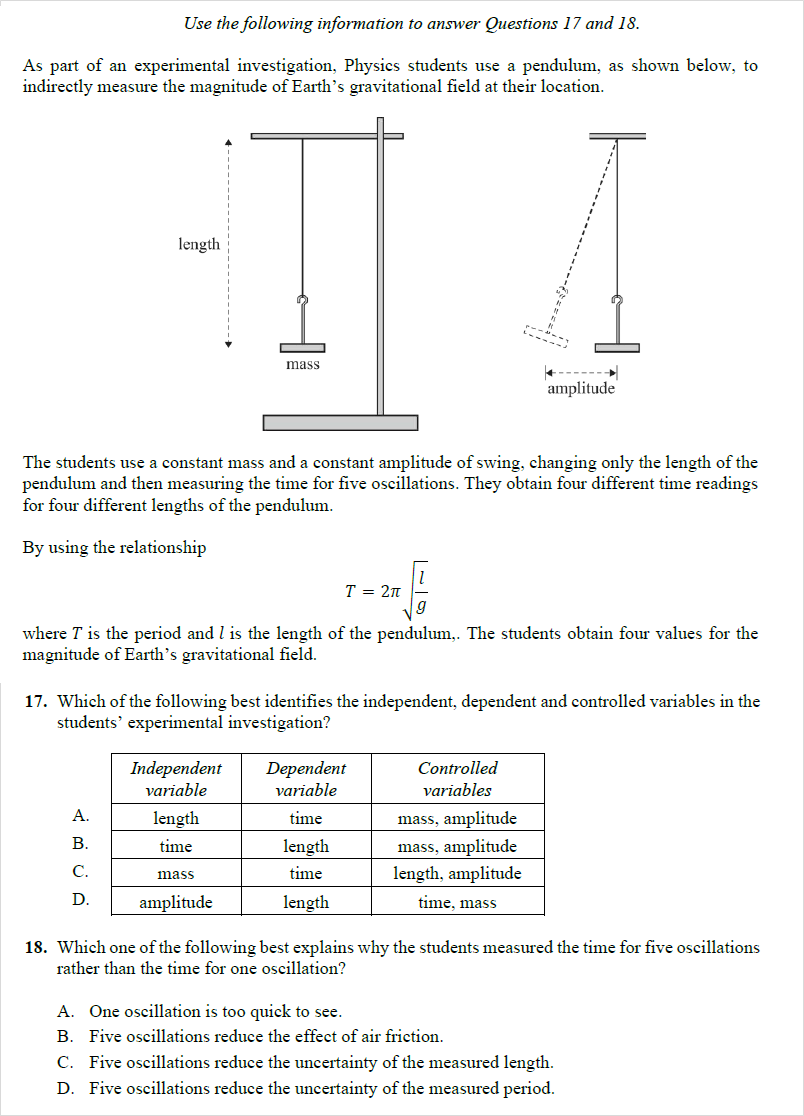 Use the following information to answer Questions 17 and 18.
As part of an experimental investigation, Physics students use a pendulum, as shown below, to
indirectly measure the magnitude of Earth's gravitational field at their location.
length
mass
amplitude
The students use a constant mass and a constant amplitude of swing, changing only the length of the
pendulum and then measuring the time for five oscillations. They obtain four different time readings
for four different lengths of the pendulum.
By using the relationship
T = 2π√(l/g)
where T is the period and l is the length of the pendulum,. The students obtain four values for the
magnitude of Earth's gravitational field.
17. Which of the following best identifies the independent, dependent and controlled variables in the
students' experimental investigation?
Independent variable Dependent variable Controlled variables
A. length time mass, amplitude
B. time length mass, amplitude
C. mass time length, amplitude
D. amplitude length time, mass
18. Which one of the following best explains why the students measured the time for five oscillations
rather than the time for one oscillation?
A. One oscillation is too quick to see.
B. Five oscillations reduce the effect of air friction.
C. Five oscillations reduce the uncertainty of the measured length.
D. Five oscillations reduce the uncertainty of the measured period.